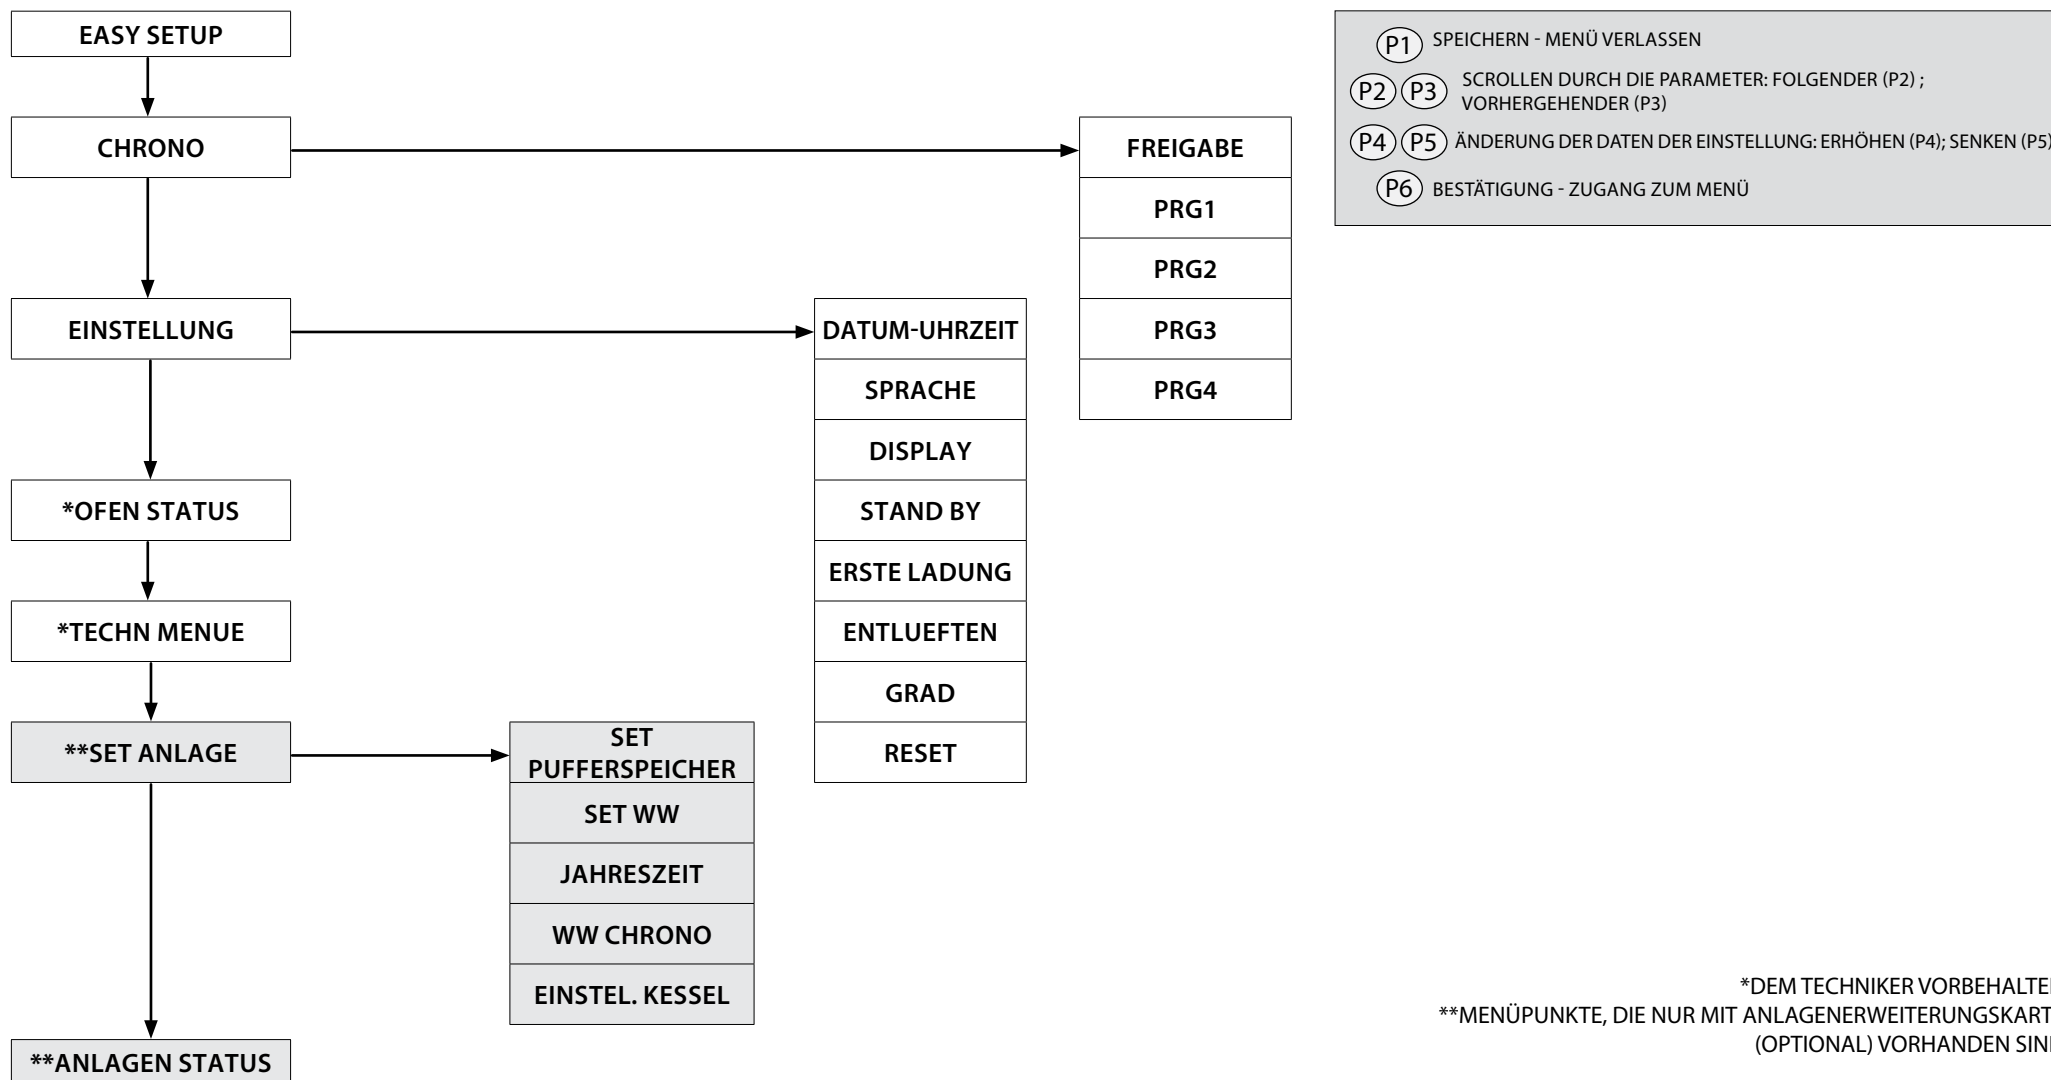 EASY SETUP
CHRONO
EINSTELLUNG
*OFEN STATUS
*TECHN MENUE
**SET ANLAGE
**ANLAGEN STATUS
SET
PUFFERSPEICHER
SET WW
JAHRESZEIT
WW CHRONO
EINSTEL. KESSEL
DATUM-UHRZEIT
SPRACHE
DISPLAY
STAND BY
ERSTE LADUNG
ENTLUEFTEN
GRAD
RESET
FREIGABE
PRG1
PRG2
PRG3
PRG4
P1 SPEICHERN - MENÜ VERLASSEN
P2 P3 SCROLLEN DURCH DIE PARAMETER: FOLGENDER (P2) ;
VORHERGEHENDER (P3)
P4 P5 ÄNDERUNG DER DATEN DER EINSTELLUNG: ERHÖHEN (P4); SENKEN (P5)
P6 BESTÄTIGUNG - ZUGANG ZUM MENÜ
*DEM TECHNIKER
**MENÜPUNKTE, DIE NUR MIT
(OPTIONAL) VORHANDEN